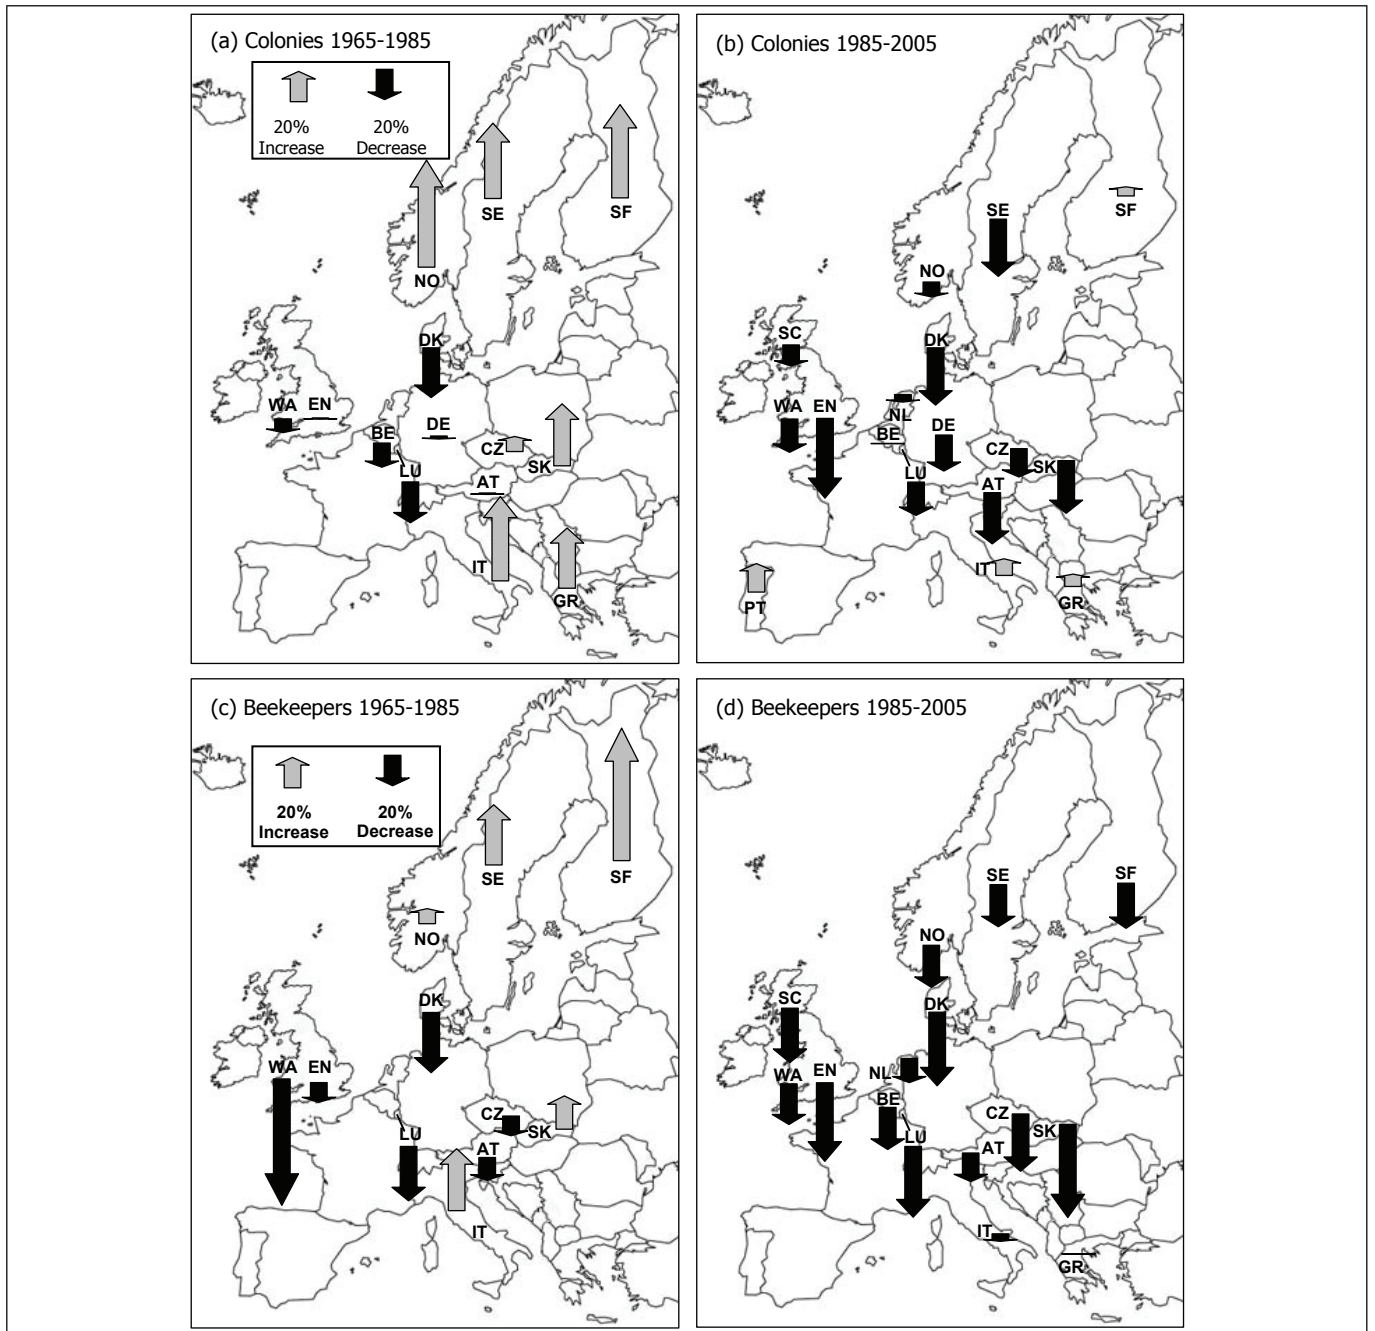 (a) Colonies 1965-1985
20%
Increase
20%
Decrease
SE
SF
NO
DK
WA
EN
DE
BE
CZ
LU
SK
AT
IT
GR
(b) Colonies 1985-2005
SF
SE
NO
SC
DK
WA
EN
NL
DE
BE
CZ
LU
SK
AT
IT
PT
GR
(c) Beekeepers 1965-1985
20%
Increase
20%
Decrease
SE
SF
NO
DK
WA
EN
CZ
LU
SK
AT
IT
(d) Beekeepers 1985-2005
SE
SF
NO
SC
DK
WA
EN
NL
BE
CZ
LU
SK
AT
IT
GR